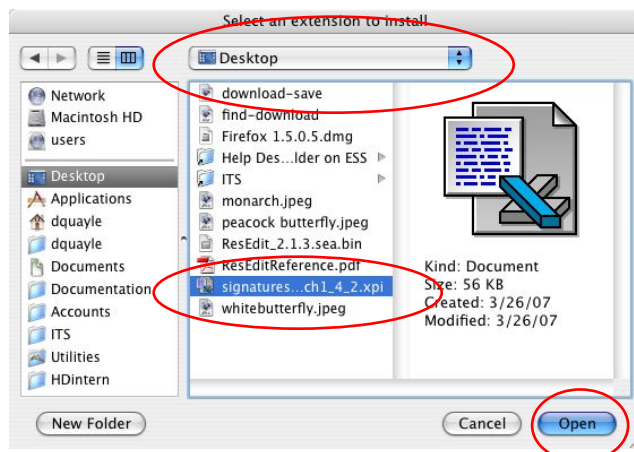 Select an extension to install
Desktop
Network
Macintosh HD
users
Desktop
Applications
dquayle
dquayle
Documents
Documentation
Accounts
ITS
Utilities
HDintern
download-save
find-download
Firefox 1.5.0.5.dmg
Help Des...lder on ESS
ITS
monarch.jpeg
peacock butterfly.jpeg
ResEdit_2.1.3.sea.bin
ResEditReference.pdf
signatures...ch1_4_2.xpi
whitebutterfly.jpeg
Kind: Document
Size: 56 KB
Created: 3/26/07
Modified: 3/26/07
New Folder
Cancel
Open